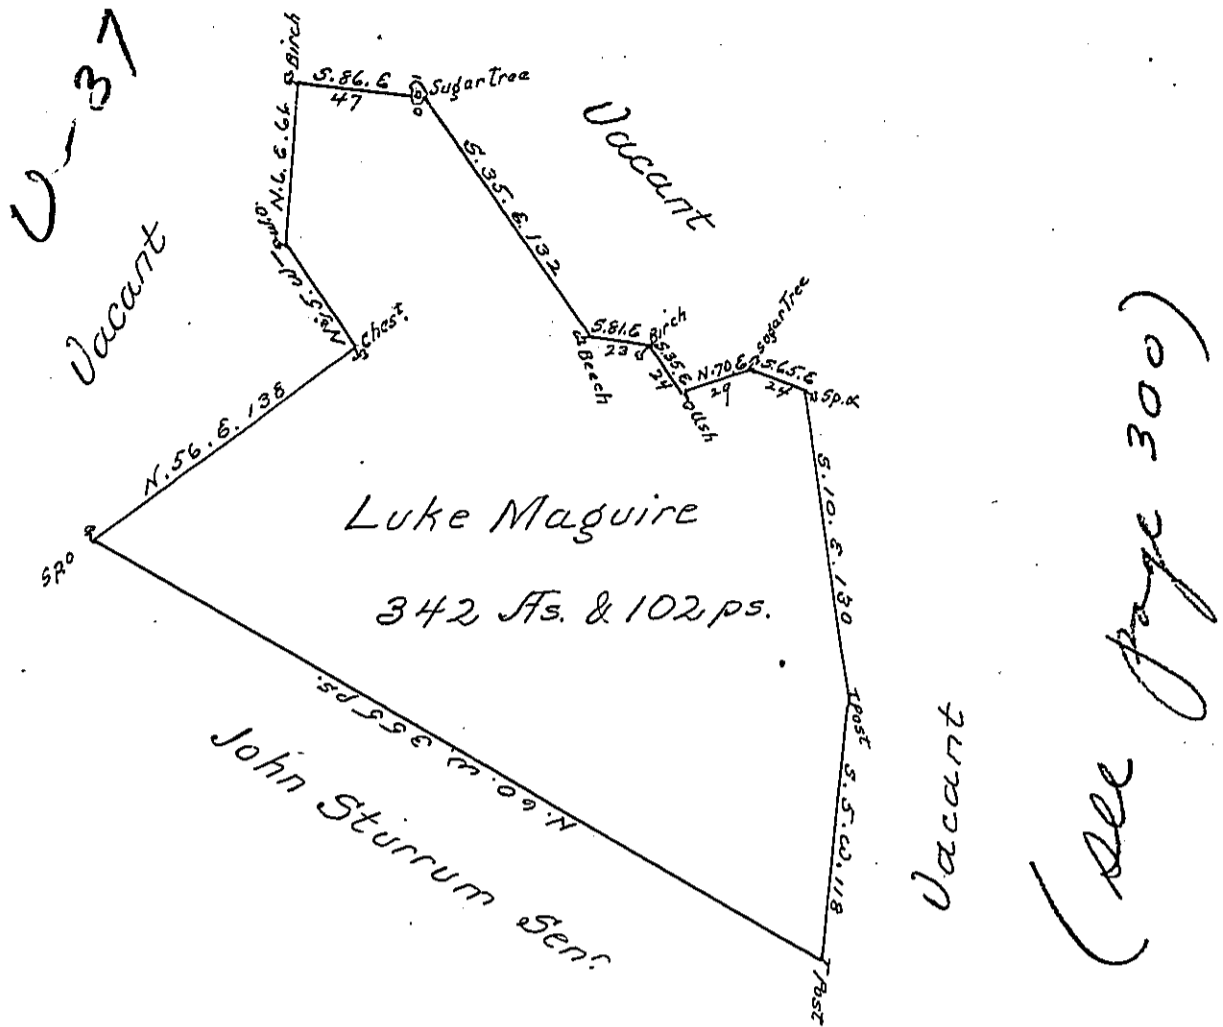 U-37
Birch
S. 86. E
47
Sugar Tree
N. 6. E. 66
Vacant
Vacant
S. 35. E. 132
Chest.
N. 56. E. 138
Beech
S. 81. E
23
Birch
S. 35. E
24
Ash
N. 70 E
29
Sugar Tree
S. 65. E
24
Sp. o
Sp. o
Luke Maguire
342 As. & 102 ps.
S. 10. E. 130
Post
S. 5. W. 118
Post
N. 60. W. 355 ps.
John Sturrum Senr.
Vacant
(see page 300)